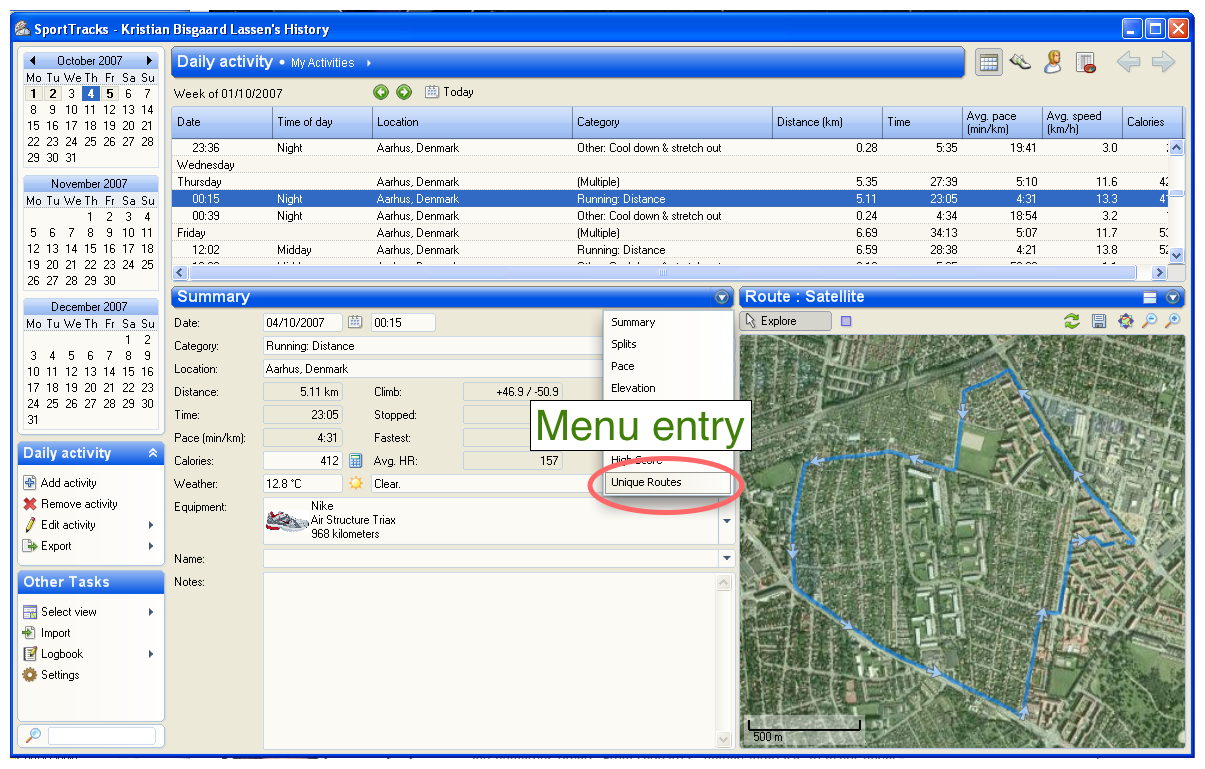 SportTracks - Kristian Bisgaard Lassen's History
October 2007
Mo Tu We Th Fr Sa Su
1 2 3 4 5 6 7
8 9 10 11 12 13 14
15 16 17 18 19 20 21
22 23 24 25 26 27 28
29 30 31
November 2007
Mo Tu We Th Fr Sa Su
1 2 3 4
5 6 7 8 9 10 11
12 13 14 15 16 17 18
19 20 21 22 23 24 25
26 27 28 29 30
December 2007
Mo Tu We Th Fr Sa Su
1 2
3 4 5 6 7 8 9
10 11 12 13 14 15 16
17 18 19 20 21 22 23
24 25 26 27 28 29 30
31
Daily activity
Add activity
Remove activity
Edit activity
Export
Other Tasks
Select view
Import
Logbook
Settings
Daily activity • My Activities
Week of 01/10/2007 Today
Date Time of day Location Category Distance (km) Time Avg. pace (min/km) Avg. speed (km/h) Calories
23:36 Night Aarhus, Denmark Other: Cool down & stretch out 0.28 5:35 19:41 3.0
Wednesday
Thursday Aarhus, Denmark (Multiple) 5.35 27:39 5:10 11.6 42
00:15 Night Aarhus, Denmark Running: Distance 5.11 23:05 4:31 13.3 41
00:39 Night Aarhus, Denmark Other: Cool down & stretch out 0.24 4:34 18:54 3.2
Friday Aarhus, Denmark (Multiple) 6.69 34:13 5:07 11.7 53
12:02 Midday Aarhus, Denmark Running: Distance 6.59 28:38 4:21 13.8 52
Summary
Date: 04/10/2007 00:15
Category: Running: Distance
Location: Aarhus, Denmark
Distance: 5.11 km Climb: +46.9 / -50.9
Time: 23:05 Stopped:
Pace (min/km): 4:31 Fastest:
Calories: 412 Avg. HR: 157
Weather: 12.8 °C Clear.
Equipment: Nike
Air Structure Triax
968 kilometers
Name:
Notes:
Summary
Splits
Pace
Elevation
Menu entry
High Score
Unique Routes
Route : Satellite
Explore
500 m